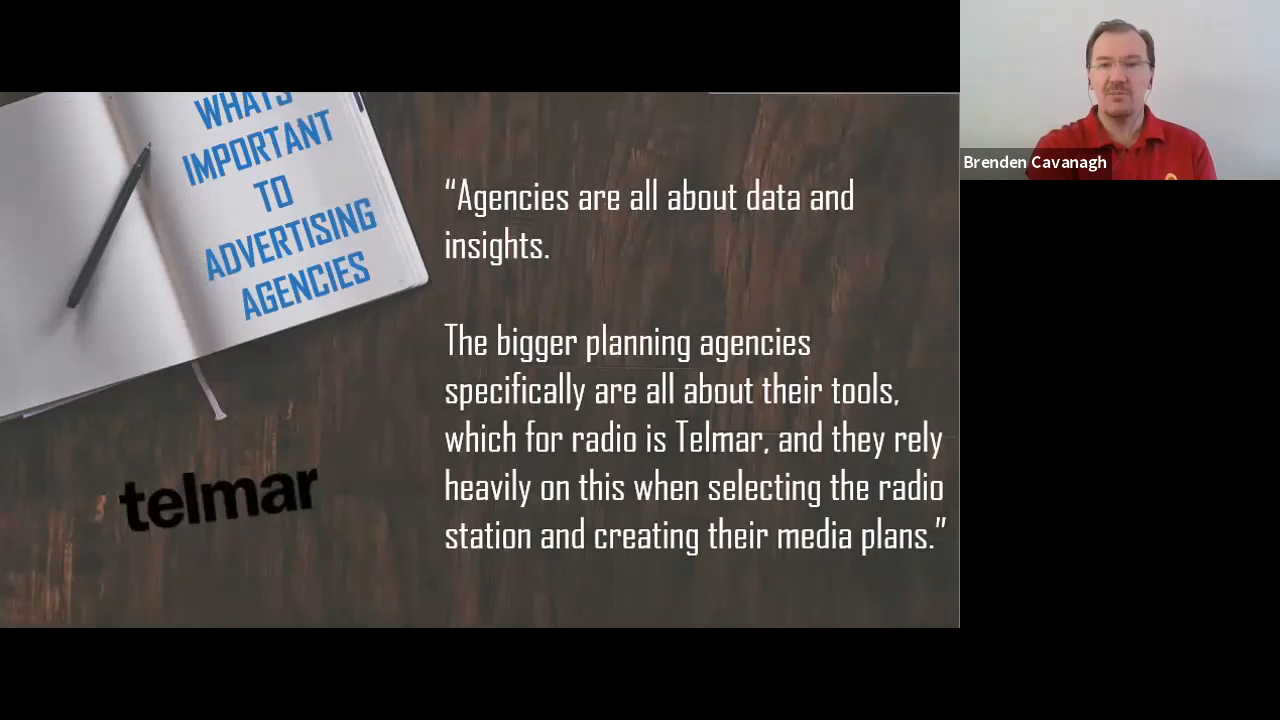 WHAT'S
IMPORTANT
TO
ADVERTISING
AGENCIES
telmar
“Agencies are all about data and
insights.
The bigger planning agencies
specifically are all about their tools,
which for radio is Telmar, and they rely
heavily on this when selecting the radio
station and creating their media plans.”
Brenden Cavanagh